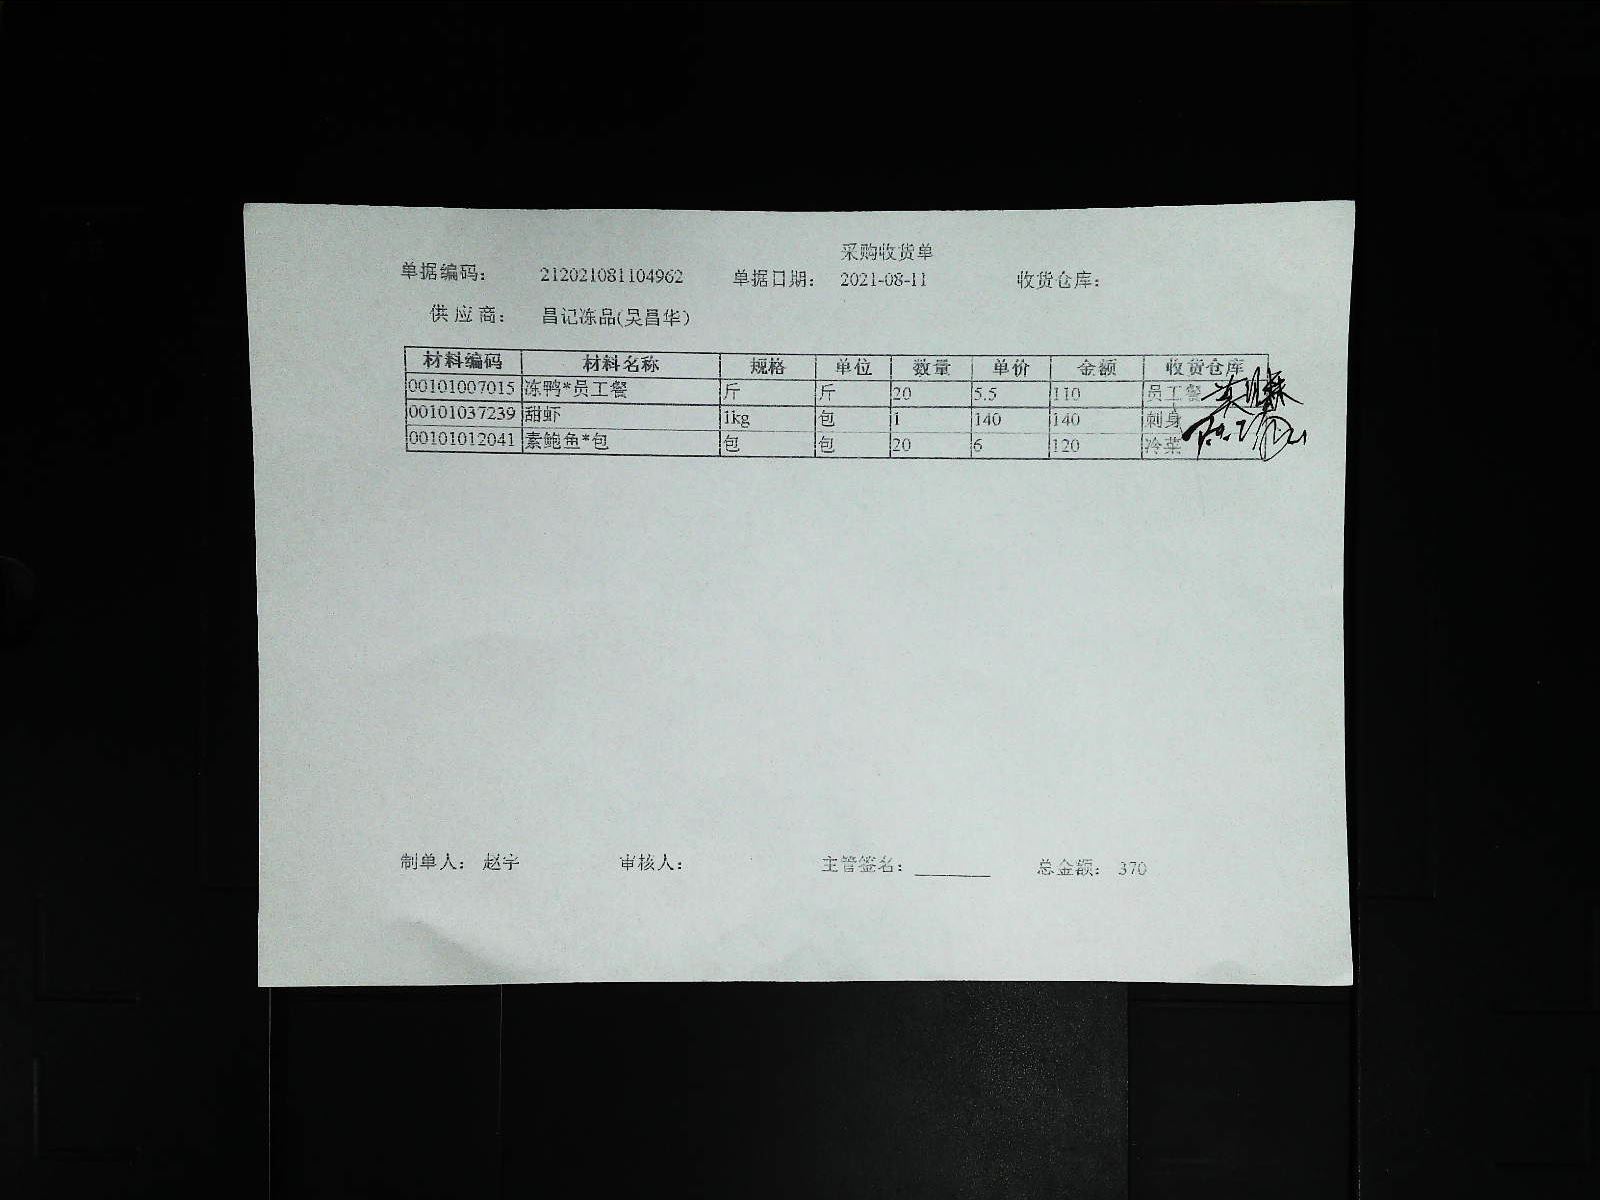 采购收货单
单据编码： 212021081104962 单据日期： 2021-08-11 收货仓库：
供应商： 昌记冻品(吴昌华)
材料编码 材料名称 规格 单位 数量 单价 金额 收货仓库
00101007015 冻鸭*员工餐 斤 斤 20 5.5 110 员工餐
00101037239 甜虾 1kg 包 1 140 140 刺身
00101012041 素鲍鱼*包 包 包 20 6 120 冷菜
制单人： 赵宇 审核人： 主管签名： 总金额： 370